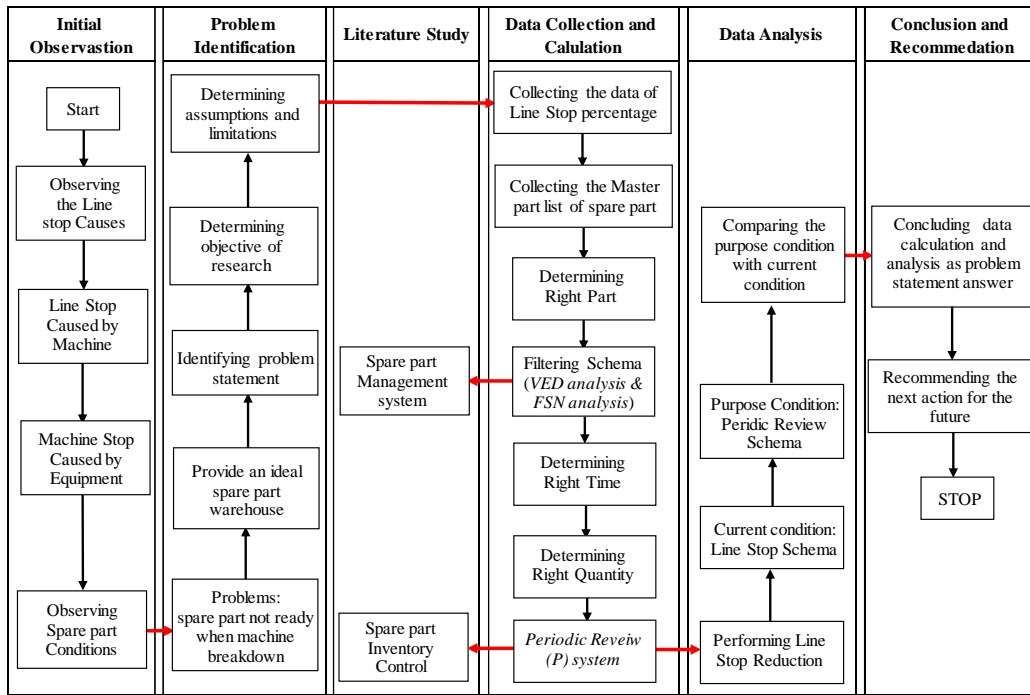 Initial
Observastion
Problem
Identification
Literature Study
Data Collection and
Calulation
Data Analysis
Conclusion and
Recommedation
Start
Observing
the Line
stop Causes
Line Stop
Caused by
Machine
Machine Stop
Caused by
Equipment
Observing
Spare part
Conditions
Determining
assumptions and
limitations
Determining
objective of
research
Identifying problem
statement
Provide an ideal
spare part
warehouse
Problems:
spare part not ready
when machine
breakdown
Spare part
Management
system
Spare part
Inventory
Control
Collecting the data of
Line Stop percentage
Collecting the Master
part list of spare part
Determining
Right Part
Filtering Schema
(VED analysis &
FSN analysis)
Determining
Right Time
Determining
Right Quantity
Periodic Reveiw
(P) system
Comparing the
purpose condition
with current
condition
Purpose Condition:
Peridic Review
Schema
Current condition:
Line Stop Schema
Performing Line
Stop Reduction
Concluding data
calculation and
analysis as problem
statement answer
Recommending the
next action for the
future
STOP